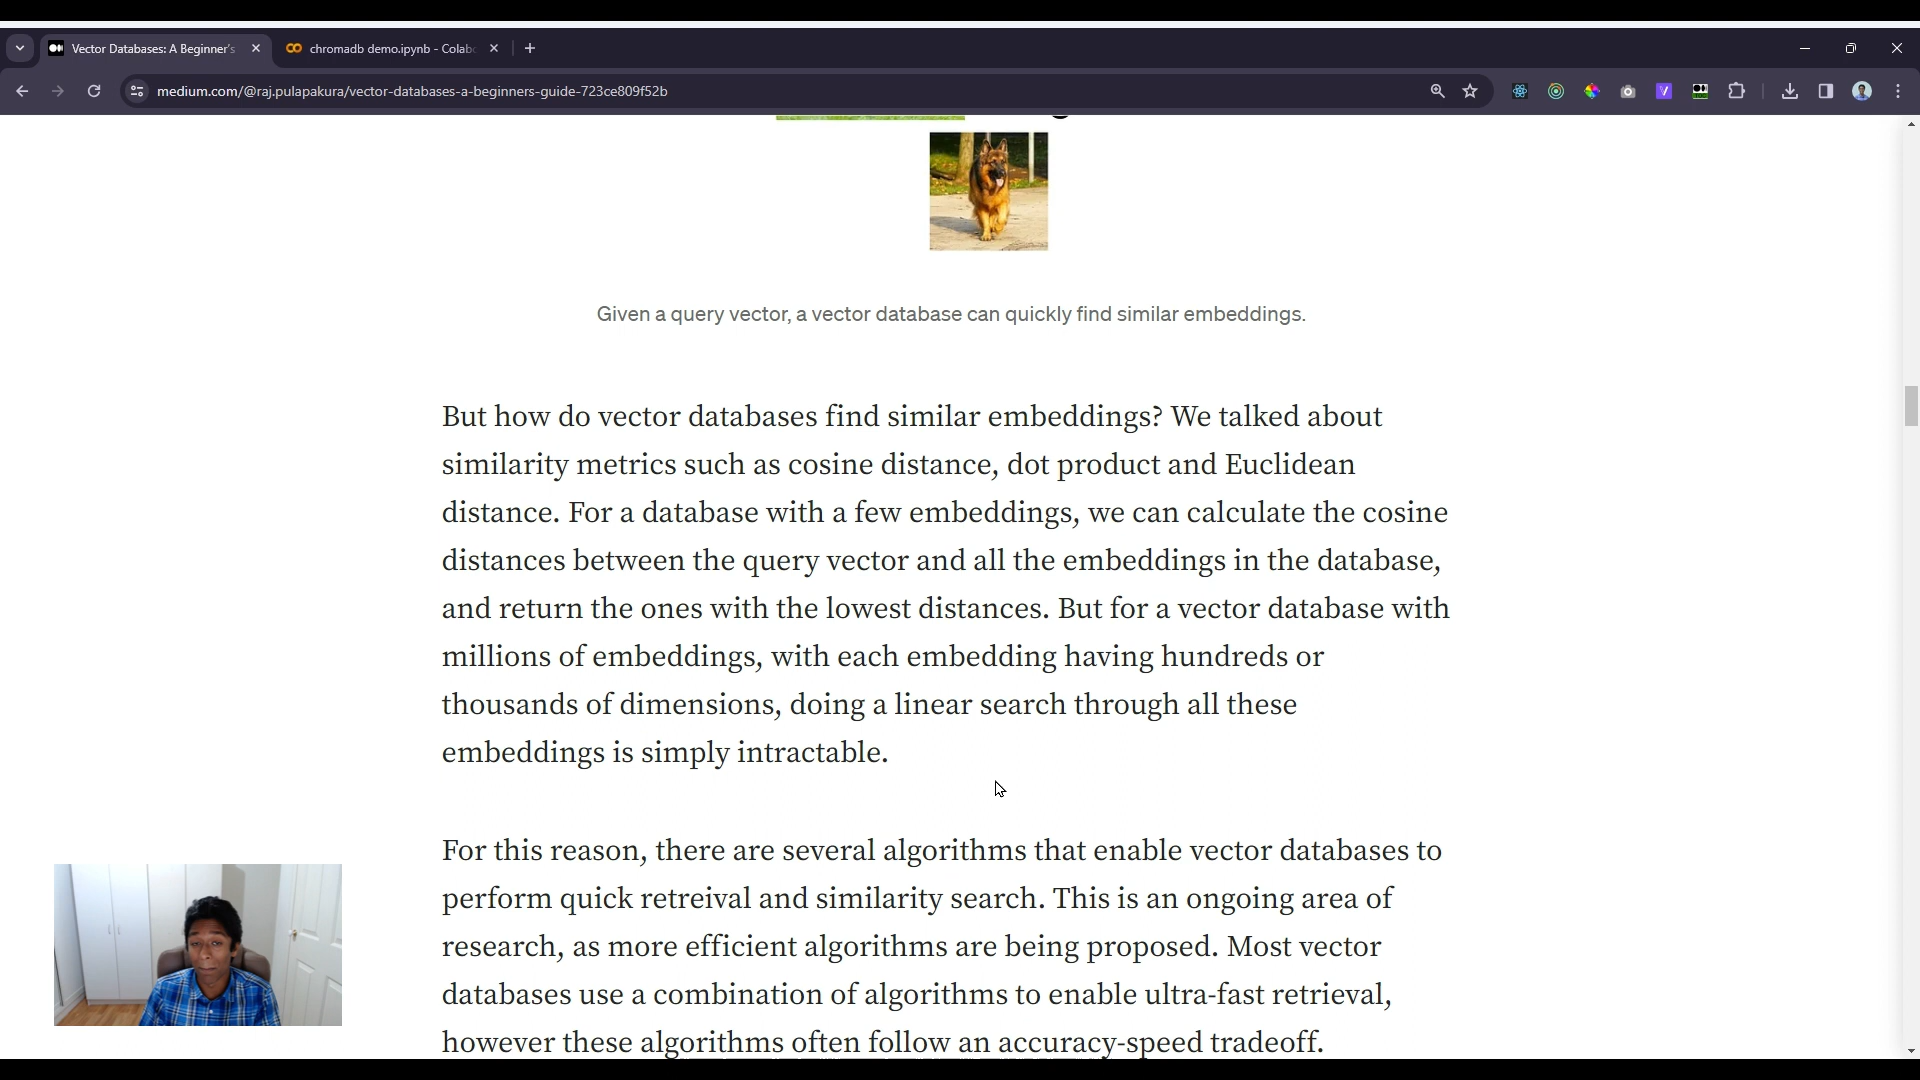 Vector Databases: A Beginner's
chromadb demo.ipynb - Colab
medium.com/@raj.pulapakura/vector-databases-a-beginners-guide-723ce809f52b
Given a query vector, a vector database can quickly find similar embeddings.
But how do vector databases find similar embeddings? We talked about
similarity metrics such as cosine distance, dot product and Euclidean
distance. For a database with a few embeddings, we can calculate the cosine
distances between the query vector and all the embeddings in the database,
and return the ones with the lowest distances. But for a vector database with
millions of embeddings, with each embedding having hundreds or
thousands of dimensions, doing a linear search through all these
embeddings is simply intractable.
For this reason, there are several algorithms that enable vector databases to
perform quick retreival and similarity search. This is an ongoing area of
research, as more efficient algorithms are being proposed. Most vector
databases use a combination of algorithms to enable ultra-fast retrieval,
however these algorithms often follow an accuracy-speed tradeoff.